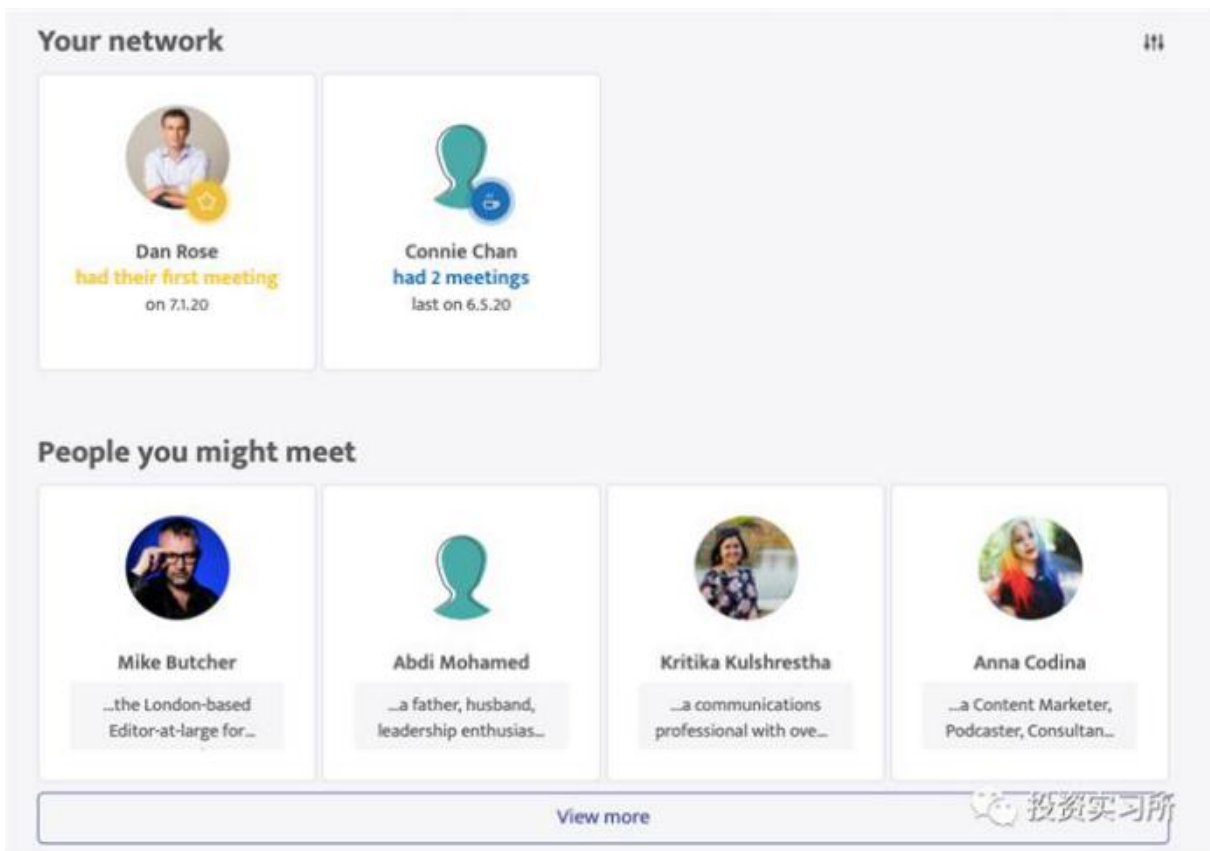 Your network
Dan Rose
had their first meeting
on 7.1.20
Connie Chan
had 2 meetings
last on 6.5.20
People you might meet
Mike Butcher
...the London-based
Editor-at-large for...
Abdi Mohamed
...a father, husband,
leadership enthusias...
Kritika Kulshrestha
...a communications
professional with ove...
Anna Codina
...a Content Marketer,
Podcaster, Consultan...
View more
投资实习所